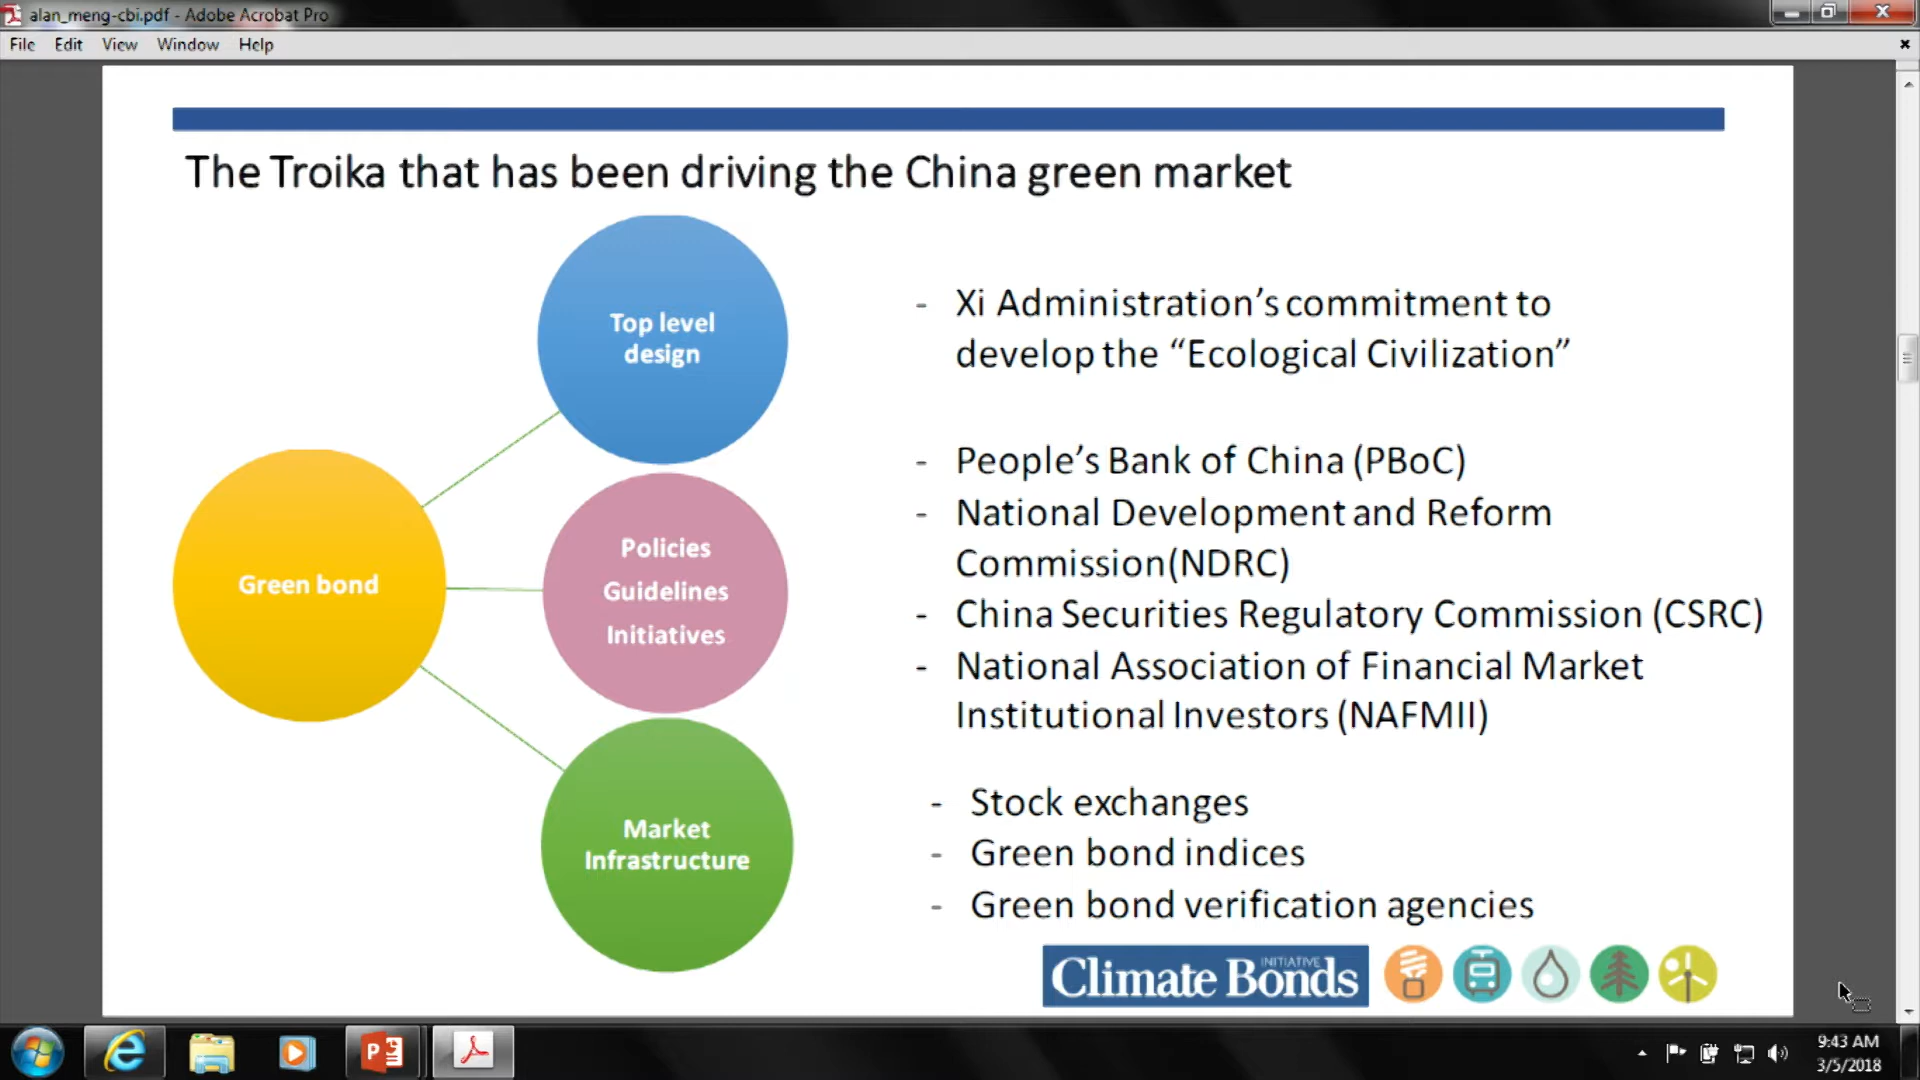 alan_meng-cbi.pdf - Adobe Acrobat Pro
File Edit View Window Help
The Troika that has been driving the China green market
Top level
design
Green bond
Policies
Guidelines
Initiatives
Market
Infrastructure
- Xi Administration’s commitment to
develop the “Ecological Civilization”
- People’s Bank of China (PBoC)
- National Development and Reform
Commission(NDRC)
- China Securities Regulatory Commission (CSRC)
- National Association of Financial Market
Institutional Investors (NAFMII)
- Stock exchanges
- Green bond indices
- Green bond verification agencies
Climate Bonds INITIATIVE
9:43 AM
3/5/2018